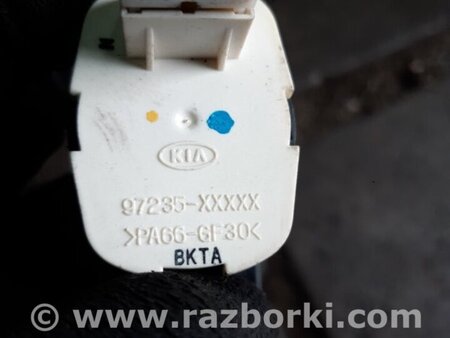 KIA
97235-XXXXX
>PA66-GF30<
BKTA
© www.razborki.com